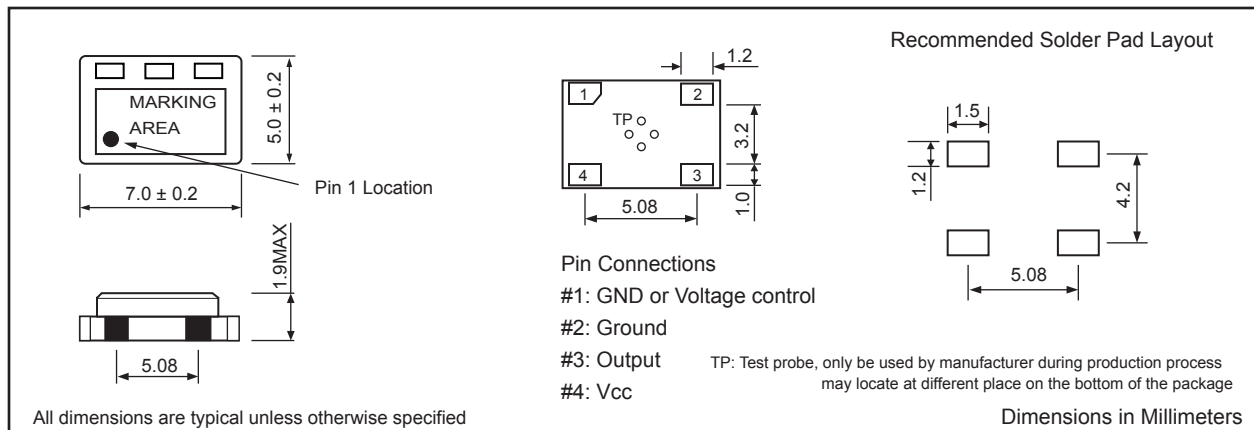 MARKING
AREA
5.0 ± 0.2
Pin 1 Location
7.0 ± 0.2
1.9MAX
5.08
All dimensions are typical unless otherwise specified
1.2
1
2
TP
3.2
4
3
5.08
1.0
Pin Connections
#1: GND or Voltage control
#2: Ground
#3: Output
#4: Vcc
Recommended Solder Pad Layout
1.5
1.2
4.2
5.08
TP: Test probe, only be used by manufacturer during production process
may locate at different place on the bottom of the package
Dimensions in Millimeters